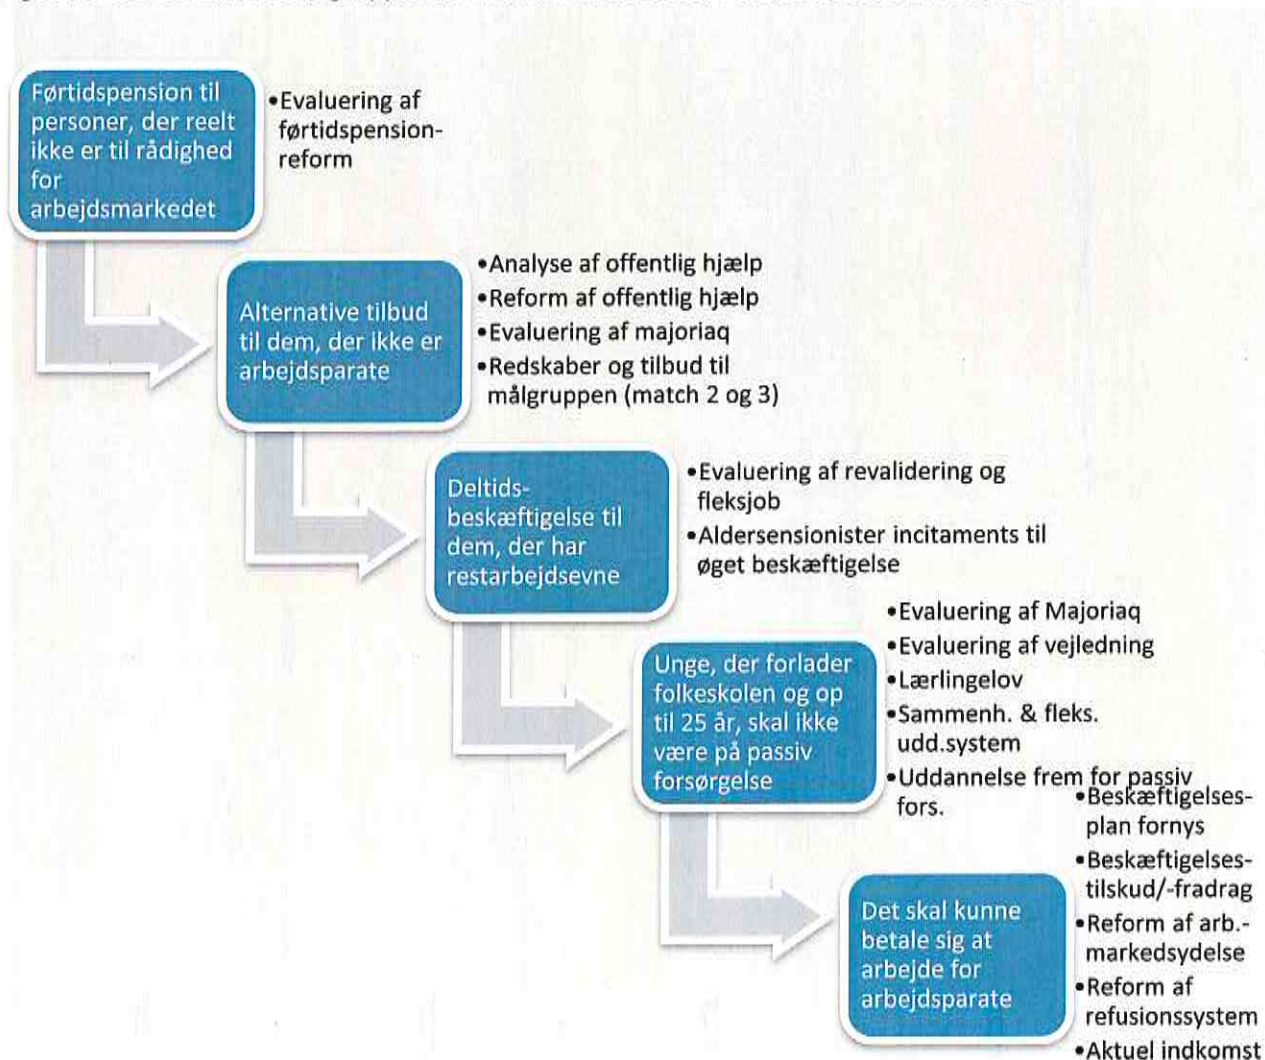 Førtidspension til
personer, der reelt
ikke er til rådighed
for
arbejdsmarkedet
•Evaluering af
førtidspension-
reform
Alternative tilbud
til dem, der ikke er
arbejdsparate
•Analyse af offentlig hjælp
•Reform af offentlig hjælp
•Evaluering af majoriaq
•Redskaber og tilbud til
målgruppen (match 2 og 3)
Deltids-
beskæftigelse til
dem, der har
restarbejdsevne
•Evaluering af revalidering og
fleksjob
•Aldersensionister incitaments til
øget beskæftigelse
Unge, der forlader
folkeskolen og op
til 25 år, skal ikke
være på passiv
forsørgelse
•Evaluering af Majoriaq
•Evaluering af vejledning
•Lærlingelov
•Sammenh. & fleks.
udd.system
•Uddannelse frem for passiv
fors.
Det skal kunne
betale sig at
arbejde for
arbejdsparate
•Beskæftigelses-
plan fornys
•Beskæftigelses-
tilskud/-fradrag
•Reform af arb.-
markedsydelse
•Reform af
refusionssystem
•Aktuel indkomst